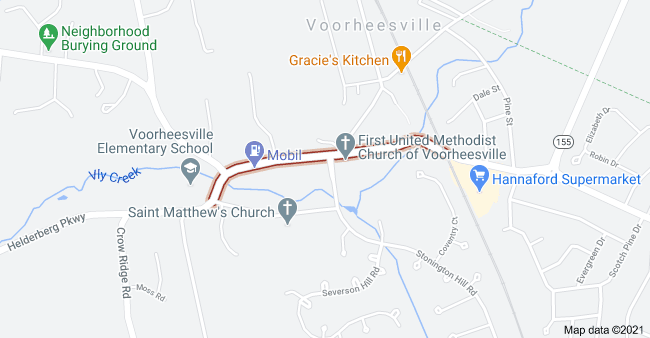 Voorheesville
Neighborhood
Burying Ground
Gracie's Kitchen
Dale St
Pine St
Elizabeth D
155
Robin Dr
Voorheesville
Elementary School
Mobil
First United Methodist
Church of Voorheesville
Vly Creek
Hannaford Supermarket
Saint Matthew's Church
Helderberg Pkwy
Crow Ridge Rd
Moss Rd
Severson Hill Rd
Stonington Hill Rd
Coventry Ct
Evergreen Dr
Scotch Pine Dr
Map data ©2021